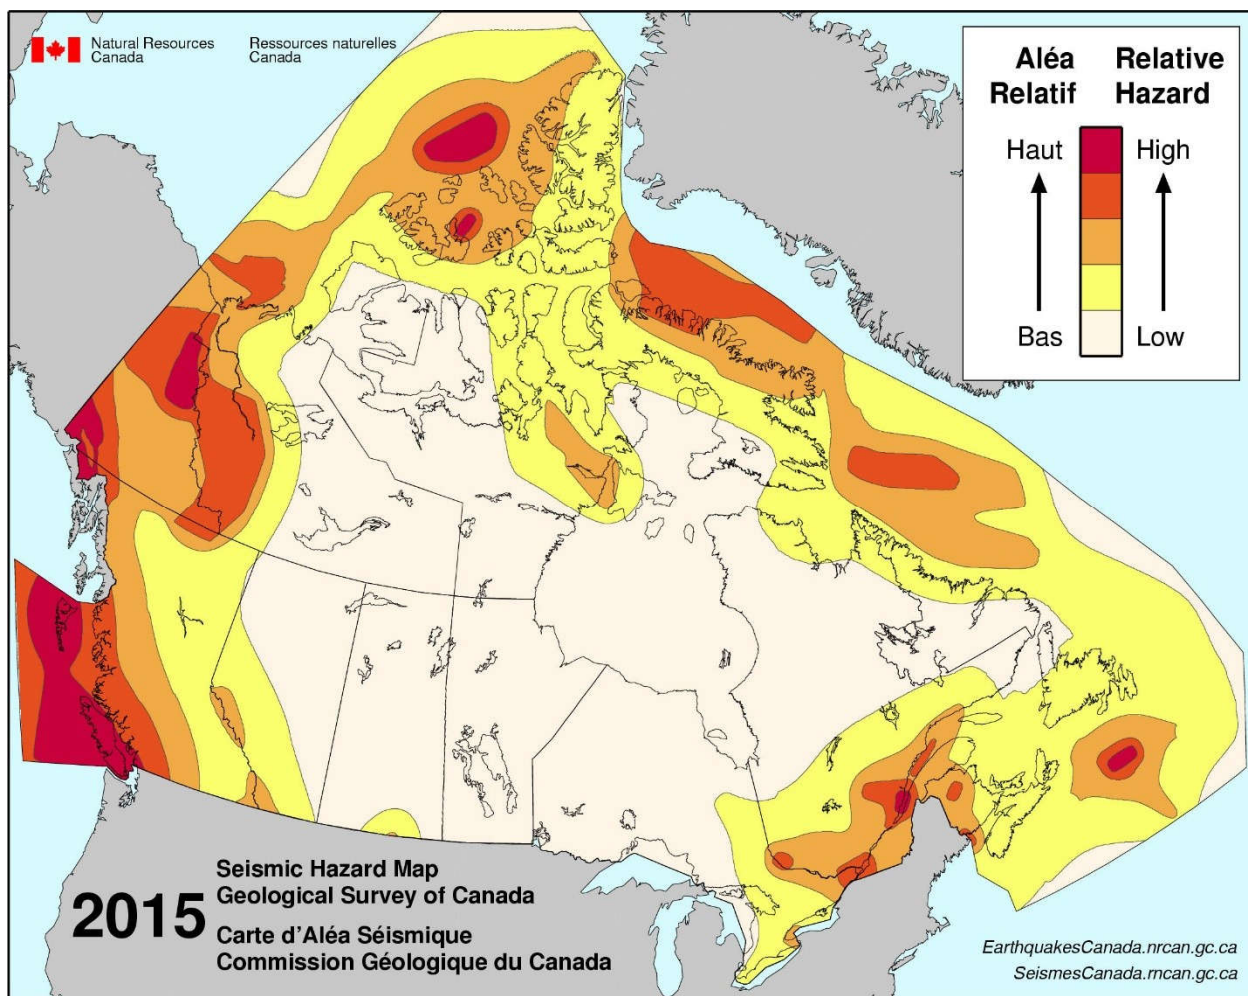 Natural Resources
Canada
Ressources naturelles
Canada
Aléa
Relatif
Relative
Hazard
Haut
High
Bas
Low
2015
Seismic Hazard Map
Geological Survey of Canada
Carte d'Aléa Séismique
Commission Géologique du Canada
EarthquakesCanada.nrcan.gc.ca
SeismesCanada.rncan.gc.ca